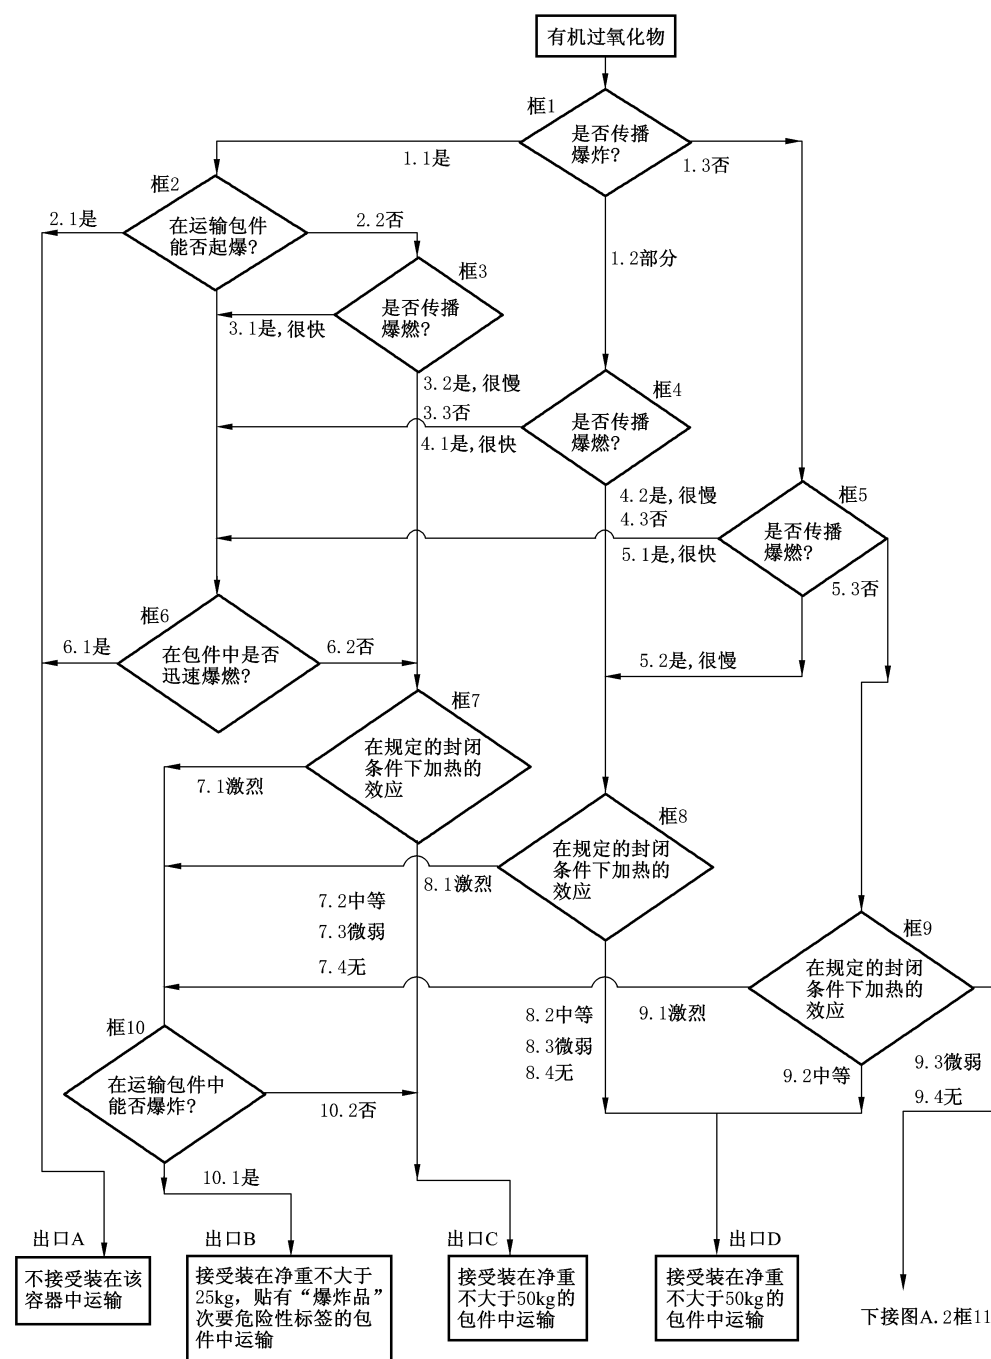 有机过氧化物
框1
是否传播
爆炸?
1.1是
1.3否
框2
2.1是
在运输包件
能否起爆?
2.2否
1.2部分
框3
是否传播
爆燃?
3.1是,很快
3.2是,很慢
3.3否
框4
是否传播
爆燃?
4.1是,很快
4.2是,很慢
4.3否
框5
是否传播
爆燃?
5.1是,很快
5.3否
5.2是,很慢
框6
6.1是
在包件中是否
迅速爆燃?
6.2否
框7
在规定的封闭
条件下加热的
效应
7.1激烈
框8
在规定的封闭
条件下加热的
效应
8.1激烈
7.2中等
7.3微弱
7.4无
框9
在规定的封闭
条件下加热的
效应
9.1激烈
8.2中等
8.3微弱
8.4无
9.2中等
9.3微弱
9.4无
框10
在运输包件中
能否爆炸?
10.2否
10.1是
出口A
不接受装在该
容器中运输
出口B
接受装在净重不大于
25kg，贴有“爆炸品”
次要危险性标签的包
件中运输
出口C
接受装在净重
不大于50kg的
包件中运输
出口D
接受装在净重
不大于50kg的
包件中运输
下接图A.2框11